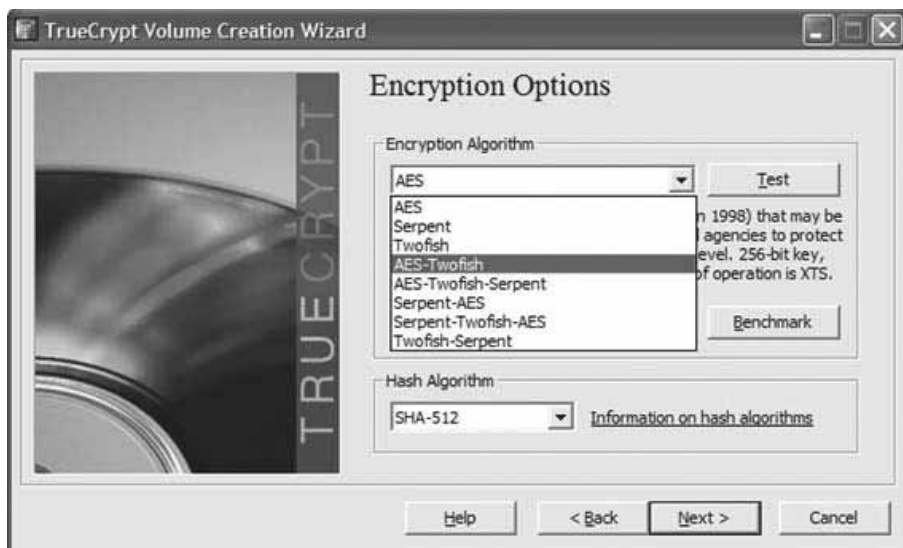 TrueCrypt Volume Creation Wizard
TRUECRYPT
Encryption Options
Encryption Algorithm
AES
Test
AES
Serpent
Twofish
AES-Twofish
AES-Twofish-Serpent
Serpent-AES
Serpent-Twofish-AES
Twofish-Serpent
n 1998) that may be
agencies to protect
evel. 256-bit key,
of operation is XTS.
Benchmark
Hash Algorithm
SHA-512
Information on hash algorithms
Help
< Back
Next >
Cancel